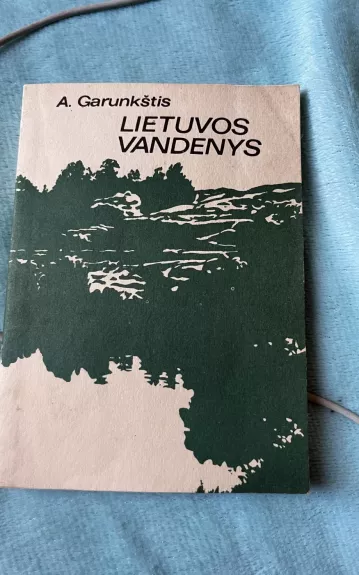 A. Garunkštis
LIETUVOS
VANDENYS